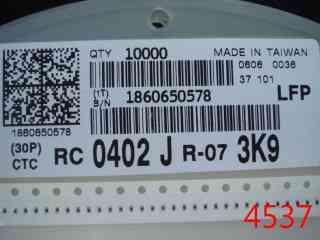 QTY 10000 MADE IN TAIWAN
0606 0036
37 101
(1T) B/N 1860650578 LFP
1860650578
(30P) CTC RC 0402 J R-07 3K9
4537